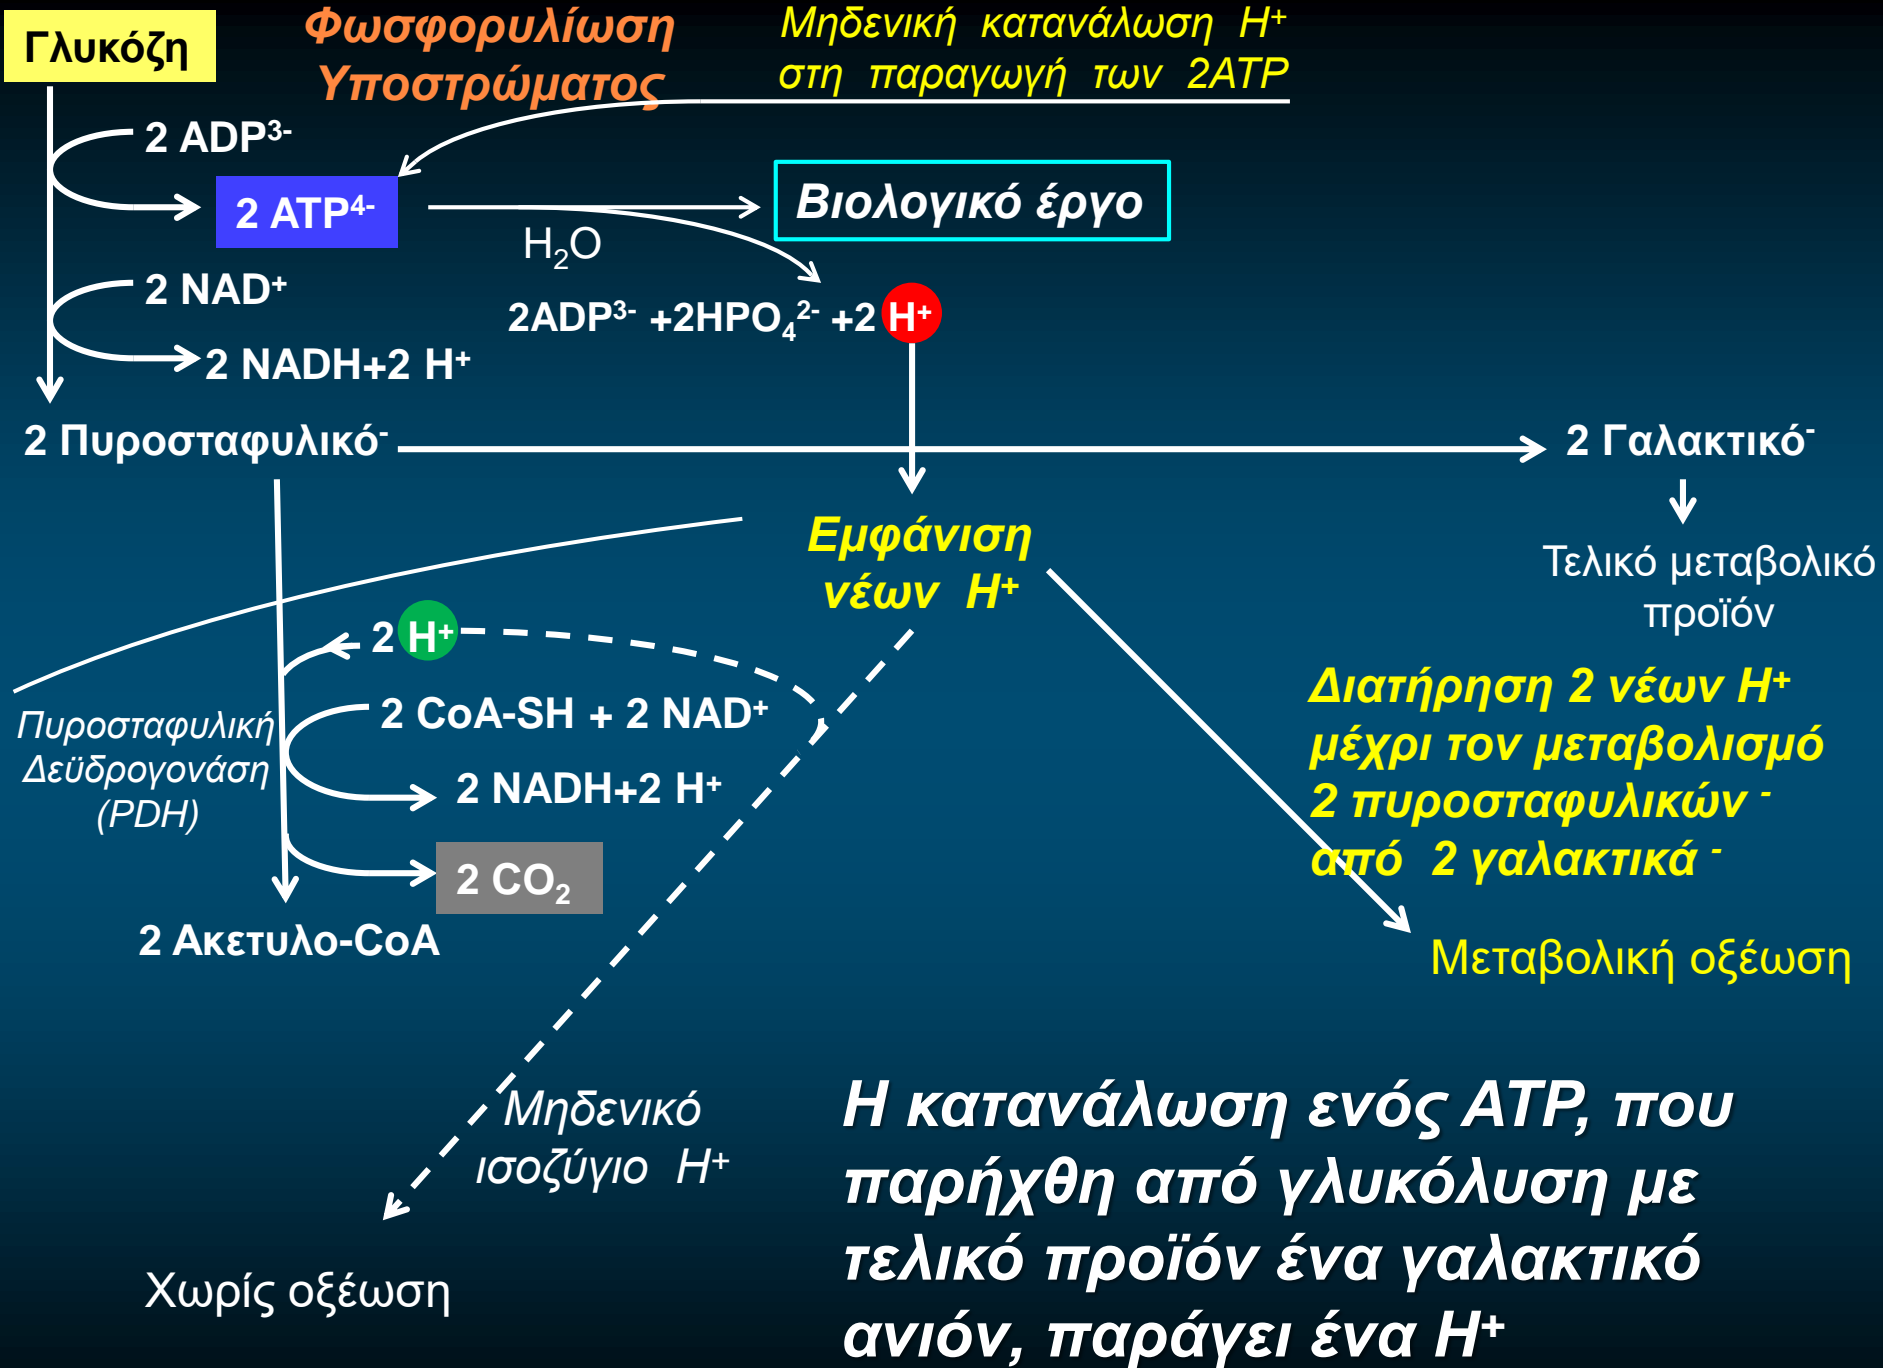 Γλυκόζη
Φωσφορυλίωση
Υποστρώματος
Μηδενική κατανάλωση H⁺
στη παραγωγή των 2ATP
2 ADP³⁻
2 ATP⁴⁻
H₂O
Βιολογικό έργο
2 NAD⁺
2ADP³⁻ +2HPO₄²⁻ +2 H⁺
2 NADH+2 H⁺
2 Πυροσταφυλικό⁻
2 Γαλακτικό⁻
Εμφάνιση
νέων H⁺
Τελικό μεταβολικό
προϊόν
2 H⁺
2 CoA-SH + 2 NAD⁺
Πυροσταφυλική
Δεϋδρογονάση
(PDH)
2 NADH+2 H⁺
2 CO₂
2 Ακετυλο-CoA
Διατήρηση 2 νέων H⁺
μέχρι τον μεταβολισμό
2 πυροσταφυλικών ⁻
από 2 γαλακτικά ⁻
Μεταβολική οξέωση
Μηδενικό
ισοζύγιο H⁺
Χωρίς οξέωση
Η κατανάλωση ενός ATP, που
παρήχθη από γλυκόλυση με
τελικό προϊόν ένα γαλακτικό
ανιόν, παράγει ένα H⁺